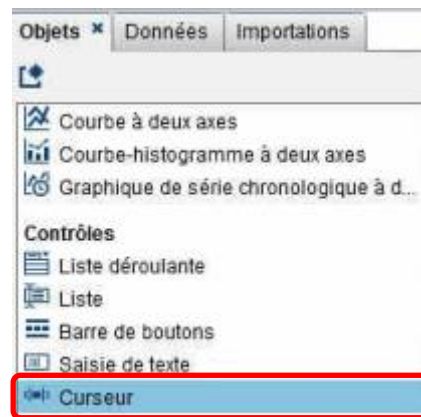 Objets × Données Importations
Courbe à deux axes
Courbe-histogramme à deux axes
Graphique de série chronologique à d...
Contrôles
Liste déroulante
Liste
Barre de boutons
Saisie de texte
Curseur